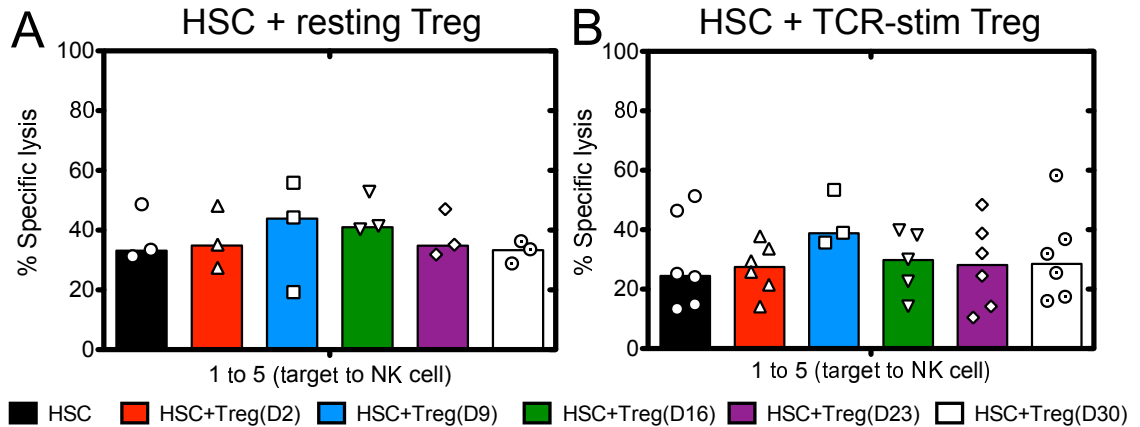 A
HSC + resting Treg
% Specific lysis
100
80
60
40
20
0
1 to 5 (target to NK cell)
B
HSC + TCR-stim Treg
% Specific lysis
100
80
60
40
20
0
1 to 5 (target to NK cell)
HSC HSC+Treg(D2) HSC+Treg(D9) HSC+Treg(D16) HSC+Treg(D23) HSC+Treg(D30)